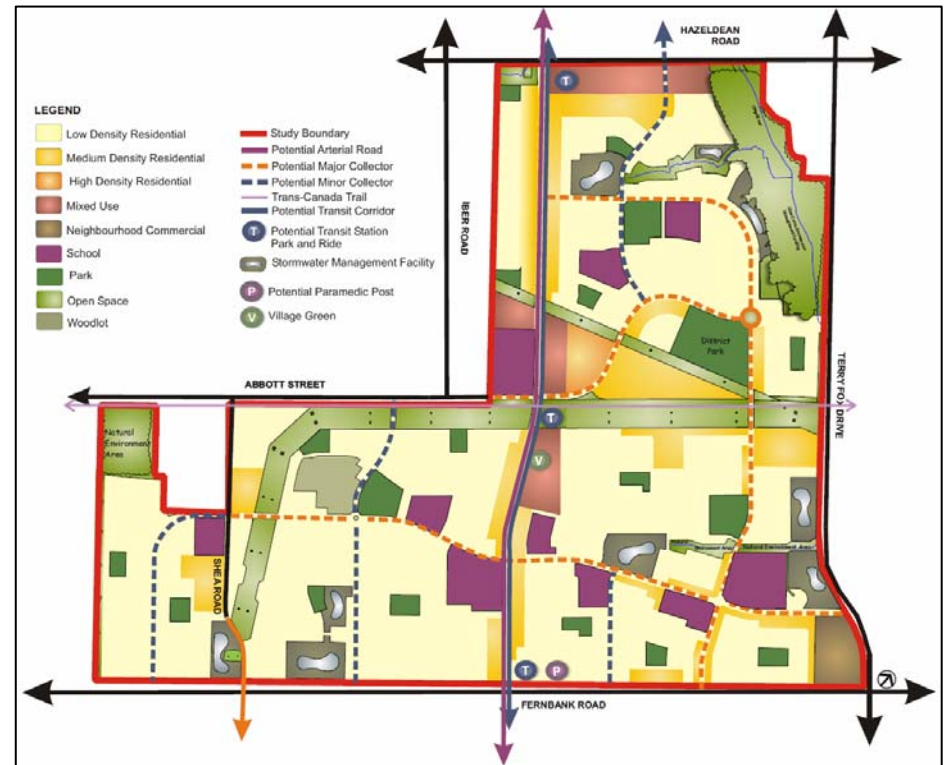 HAZELDEAN
ROAD
LEGEND
Low Density Residential
Medium Density Residential
High Density Residential
Mixed Use
Neighbourhood Commercial
School
Park
Open Space
Woodlot
Study Boundary
Potential Arterial Road
Potential Major Collector
Potential Minor Collector
Trans-Canada Trail
Potential Transit Corridor
T
Potential Transit Station
Park and Ride
Stormwater Management Facility
P
Potential Paramedic Post
V
Village Green
IBER ROAD
T
District
Park
TERRY FOX DRIVE
ABBOTT STREET
T
Natural
Environment
Area
V
Natural Environment Area
SHEA ROAD
T
P
FERNBANK ROAD